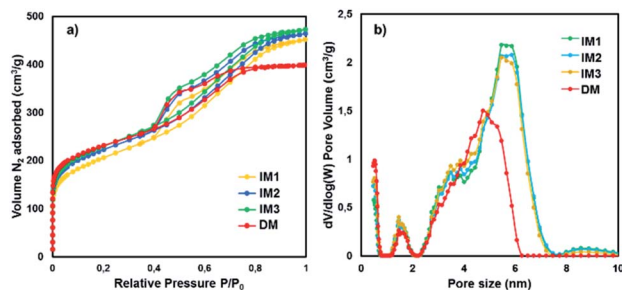 a)
Volume N₂ adsorbed (cm³/g)
500
400
300
200
100
0
0
0,2
0,4
0,6
0,8
1
Relative Pressure P/P₀
IM1
IM2
IM3
DM
b)
dV/dlog(W) Pore Volume (cm³/g)
2,5
2
1,5
1
0,5
0
0
2
4
6
8
10
Pore size (nm)
IM1
IM2
IM3
DM